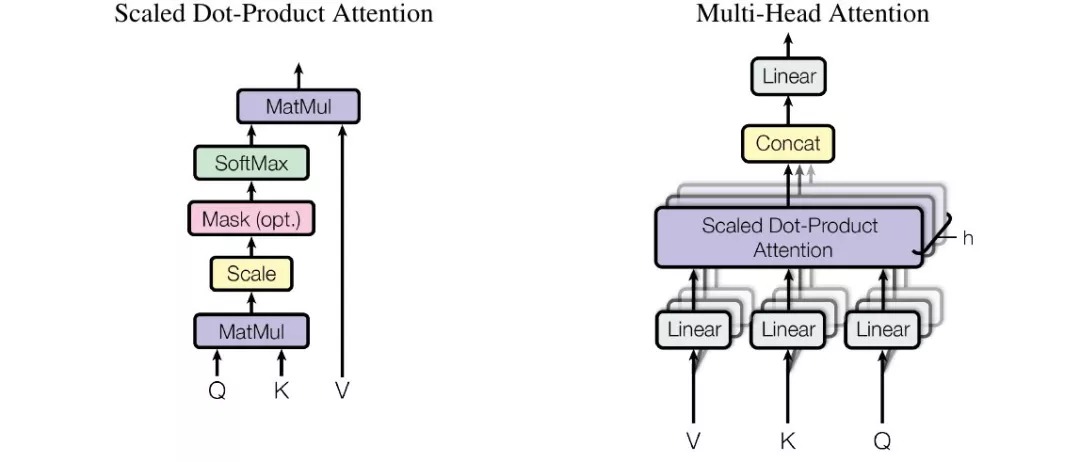 Scaled Dot-Product Attention
MatMul
SoftMax
Mask (opt.)
Scale
MatMul
Q K V
Multi-Head Attention
Linear
Concat
Scaled Dot-Product
Attention
h
Linear Linear Linear
V K Q